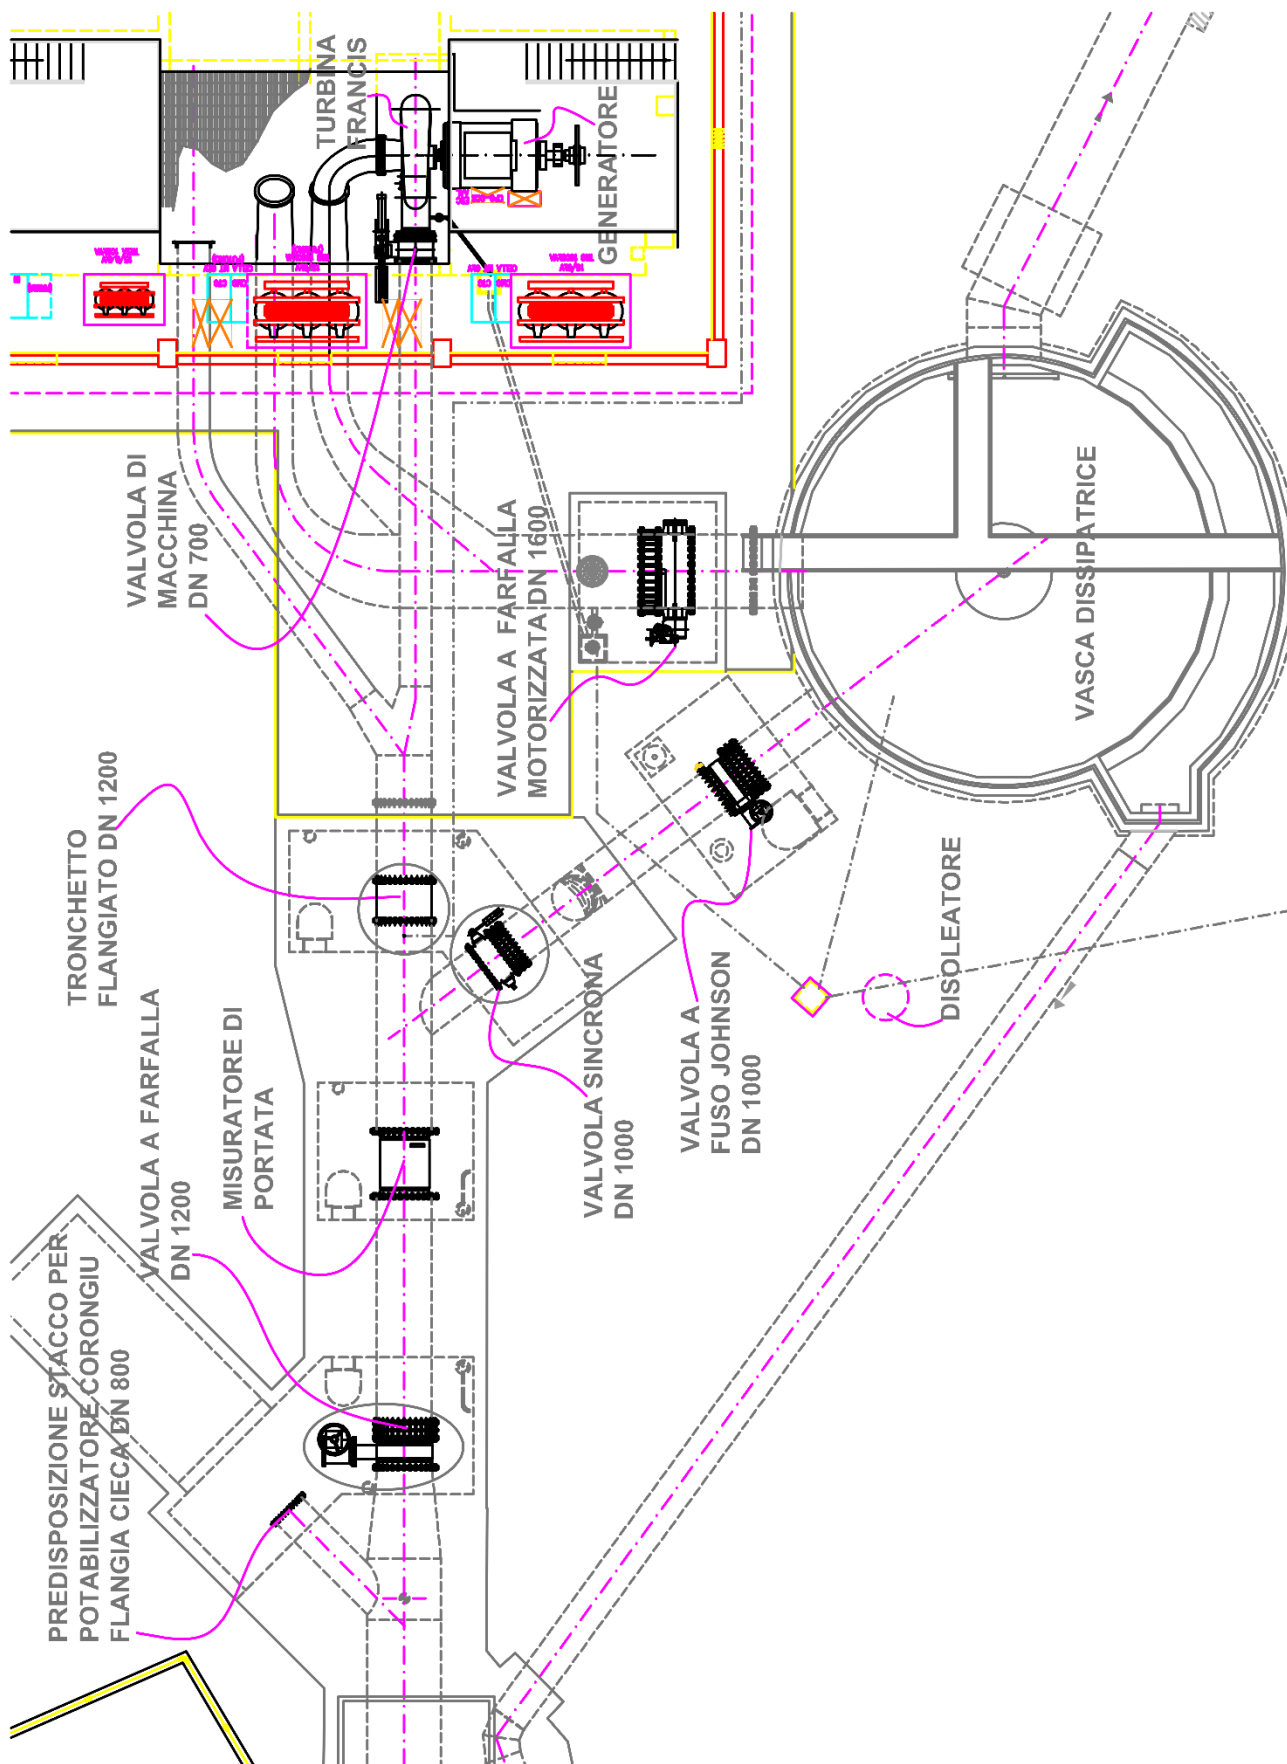 TURBINA
FRANCIS
GENERATORE
VALVOLA DI
MACCHINA
DN 700
VALVOLA A FARFALLA
MOTORIZZATA DN 1600
VASCA DISSIPATRICE
TRONCHETTO
FLANGIATO DN 1200
VALVOLA A FARFALLA
DN 1200
MISURATORE DI
PORTATA
VALVOLA SINCRONA
DN 1000
VALVOLA A
FUSO JOHNSON
DN 1000
DISOLEATORE
PREDISPOSIZIONE STACCO PER
POTABILIZZATORE CORONGIU
FLANGIA CIECA DN 800